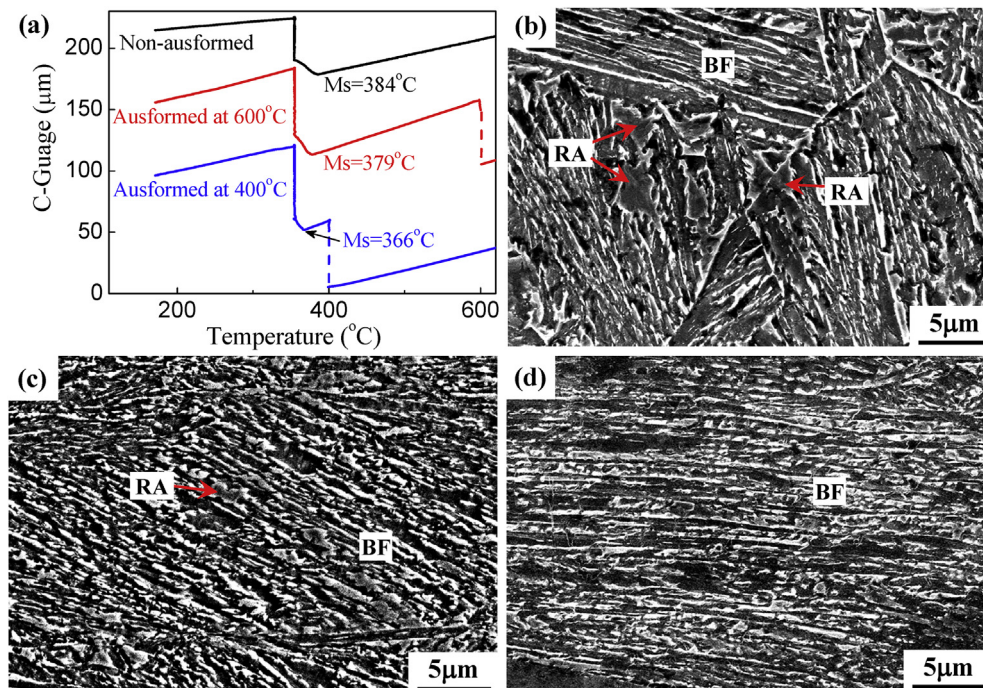 (a)
C-Guage (μm)
200
150
100
50
0
Non-ausformed
Ms=384°C
Ausformed at 600°C
Ms=379°C
Ausformed at 400°C
Ms=366°C
200
400
600
Temperature (°C)
(b)
BF
RA
RA
5μm
(c)
RA
BF
5μm
(d)
BF
5μm